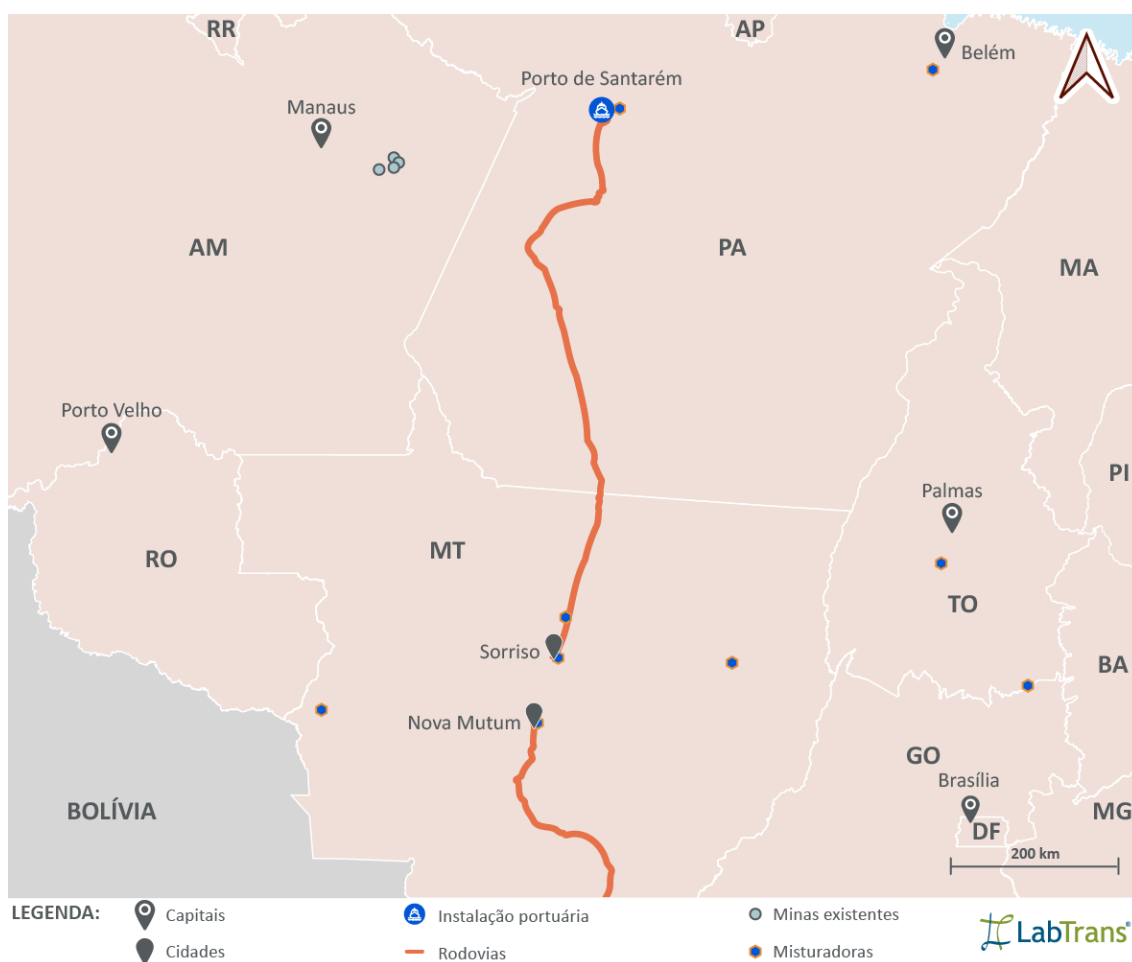 RR
AP
Belém
Porto de Santarém
Manaus
AM
PA
MA
Porto Velho
PI
Palmas
MT
RO
TO
Sorriso
BA
Nova Mutum
GO
Brasília
BOLÍVIA
MG
DF
200 km
LEGENDA:
Capitais
Instalação portuária
Minas existentes
Cidades
Rodovias
Misturadoras
LabTrans®